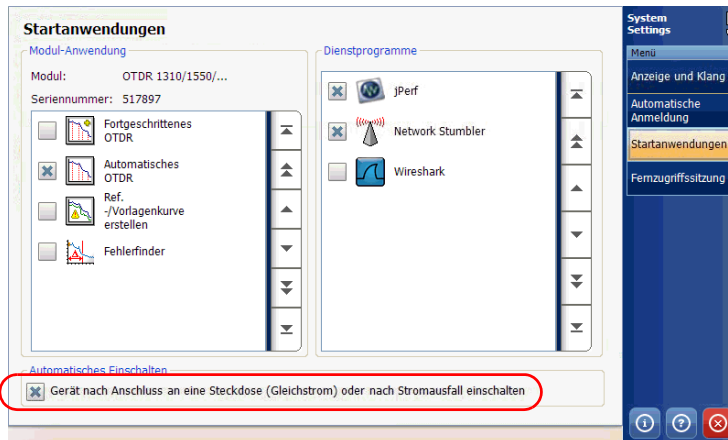 Startanwendungen
Modul-Anwendung
Modul: OTDR 1310/1550/...
Seriennummer: 517897
Fortgeschrittenes
OTDR
Automatisches
OTDR
Ref.
-/Vorlagenkurve
erstellen
Fehlerfinder
Dienstprogramme
jPerf
Network Stumbler
Wireshark
Automatisches Einschalten
Gerät nach Anschluss an eine Steckdose (Gleichstrom) oder nach Stromausfall einschalten
System
Settings
Menü
Anzeige und Klang
Automatische
Anmeldung
Startanwendungen
Fernzugriffssitzung